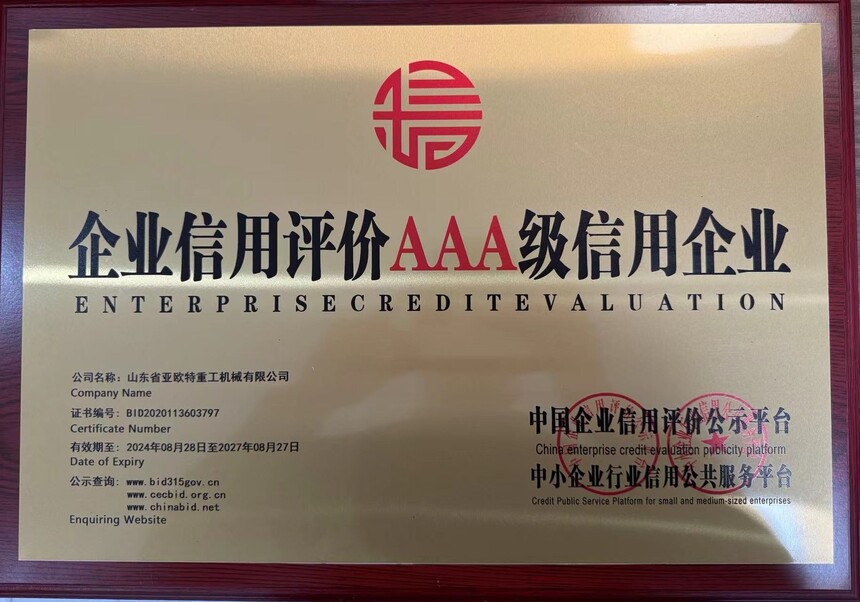 企业信用评价AAA级信用企业
ENTERPRISECREDITEVALUATION
公司名称：山东省亚欧特重工机械有限公司
Company Name
证书编号：BID2020113603797
Certificate Number
有效期至：2024年08月28日至2027年08月27日
Date of Expiry
公示查询：www.bid315gov.cn
www.cecbid.org.cn
www.chinabid.net
Enquiring Website
中国企业信用评价公示平台
China enterprise credit evaluation publicity platform
中小企业行业信用公共服务平台
Credit Public Service Platform for small and medium-sized enterprises